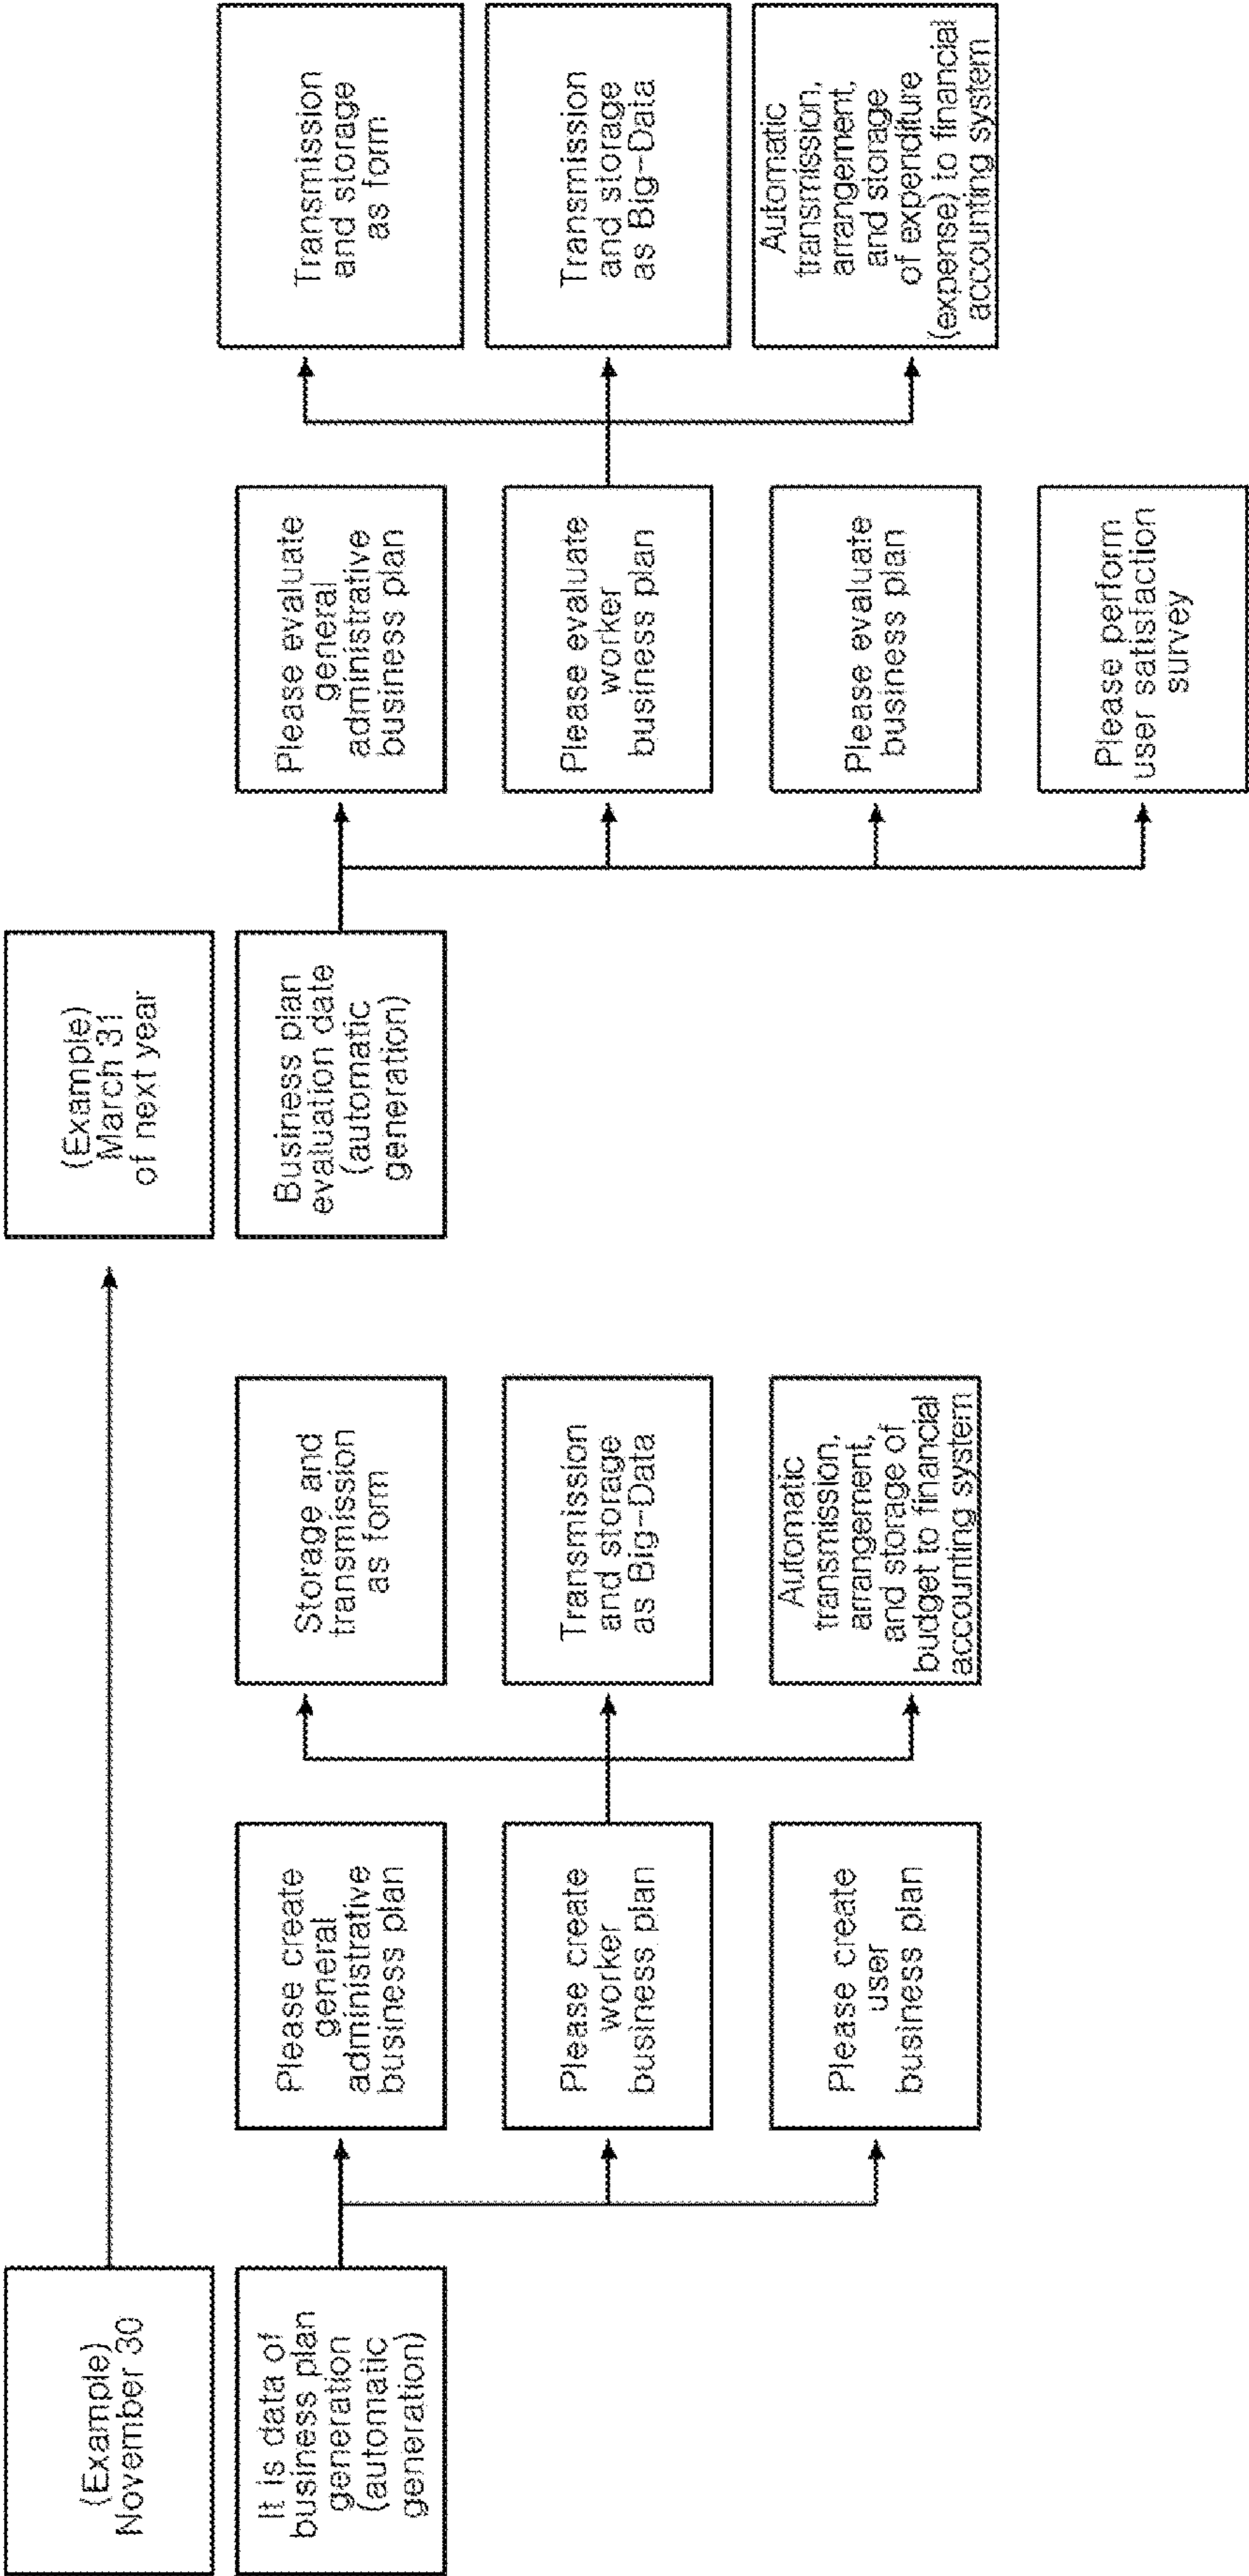 (Example)
November 30
(Example)
March 31
of next year
It is data of
business plan
generation
(automatic
generation)
Please create
general
administrative
business plan
Please create
worker
business plan
Please create
user
business plan
Storage and
transmission
as form
Transmission
and storage
as Big-Data
Automatic
transmission,
arrangement,
and storage of
budget to financial
accounting system
Business plan
evaluation date
(automatic
generation)
Please evaluate
general
administrative
business plan
Please evaluate
worker
business plan
Please evaluate
business plan
Please perform
user satisfaction
survey
Transmission
and storage
as form
Transmission
and storage
as Big-Data
Automatic
transmission,
arrangement,
and storage
of expenditure
(expense) to financial
accounting system